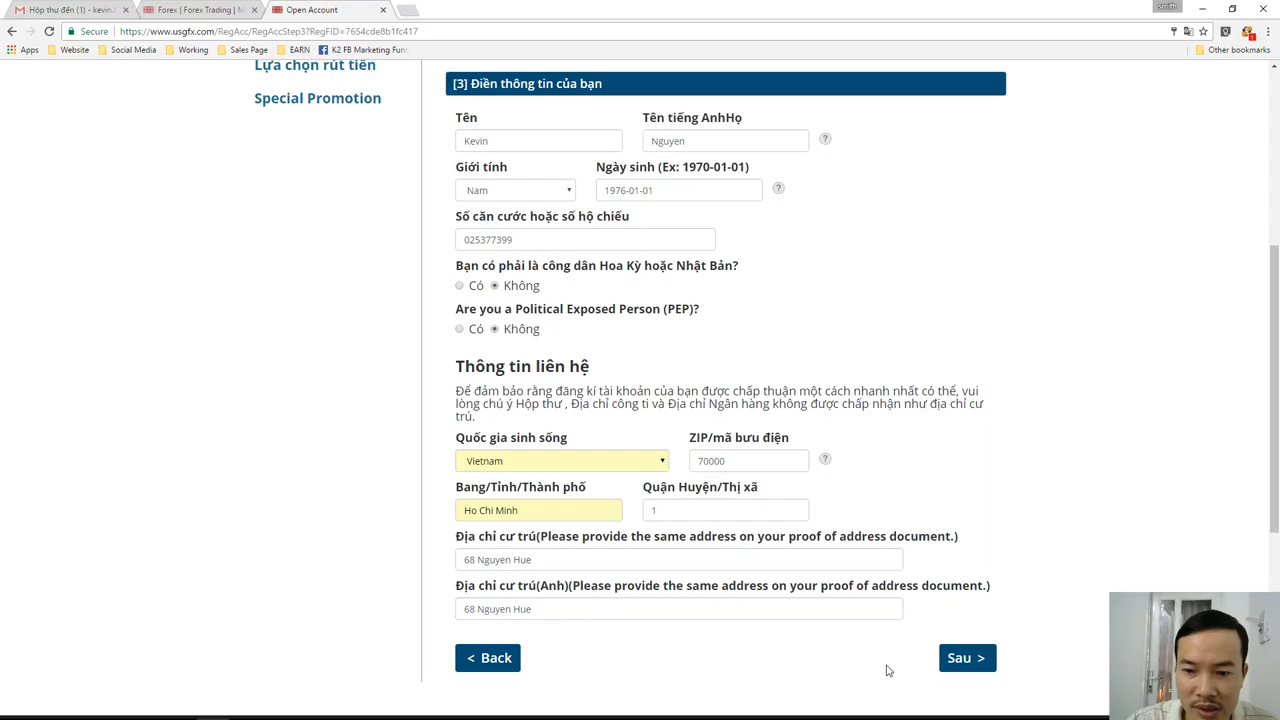 Hộp thư đến (1) - kevin.
Forex | Forex Trading | M
Open Account
smith
Secure
https://www.usgfx.com/RegAcc/RegAccStep3?RegFID=7654cde8b1fc417
Apps
Website
Social Media
Working
Sales Page
EARN
K2 FB Marketing Funn
Other bookmarks
Lựa chọn rút tiền
Special Promotion
[3] Điền thông tin của bạn
Tên
Tên tiếng AnhHọ
Kevin
Nguyen
?
Giới tính
Ngày sinh (Ex: 1970-01-01)
Nam
1976-01-01
?
Số căn cước hoặc số hộ chiếu
025377399
Bạn có phải là công dân Hoa Kỳ hoặc Nhật Bản?
Có Không
Are you a Political Exposed Person (PEP)?
Có Không
Thông tin liên hệ
Để đảm bảo rằng đăng kí tài khoản của bạn được chấp thuận một cách nhanh nhất có thể, vui
lòng chú ý Hộp thư , Địa chỉ công ti và Địa chỉ Ngân hàng không được chấp nhận như địa chỉ cư
trú.
Quốc gia sinh sống
ZIP/mã bưu điện
Vietnam
70000
?
Bang/Tỉnh/Thành phố
Quận Huyện/Thị xã
Ho Chi Minh
1
Địa chỉ cư trú(Please provide the same address on your proof of address document.)
68 Nguyen Hue
Địa chỉ cư trú(Anh)(Please provide the same address on your proof of address document.)
68 Nguyen Hue
< Back
Sau >